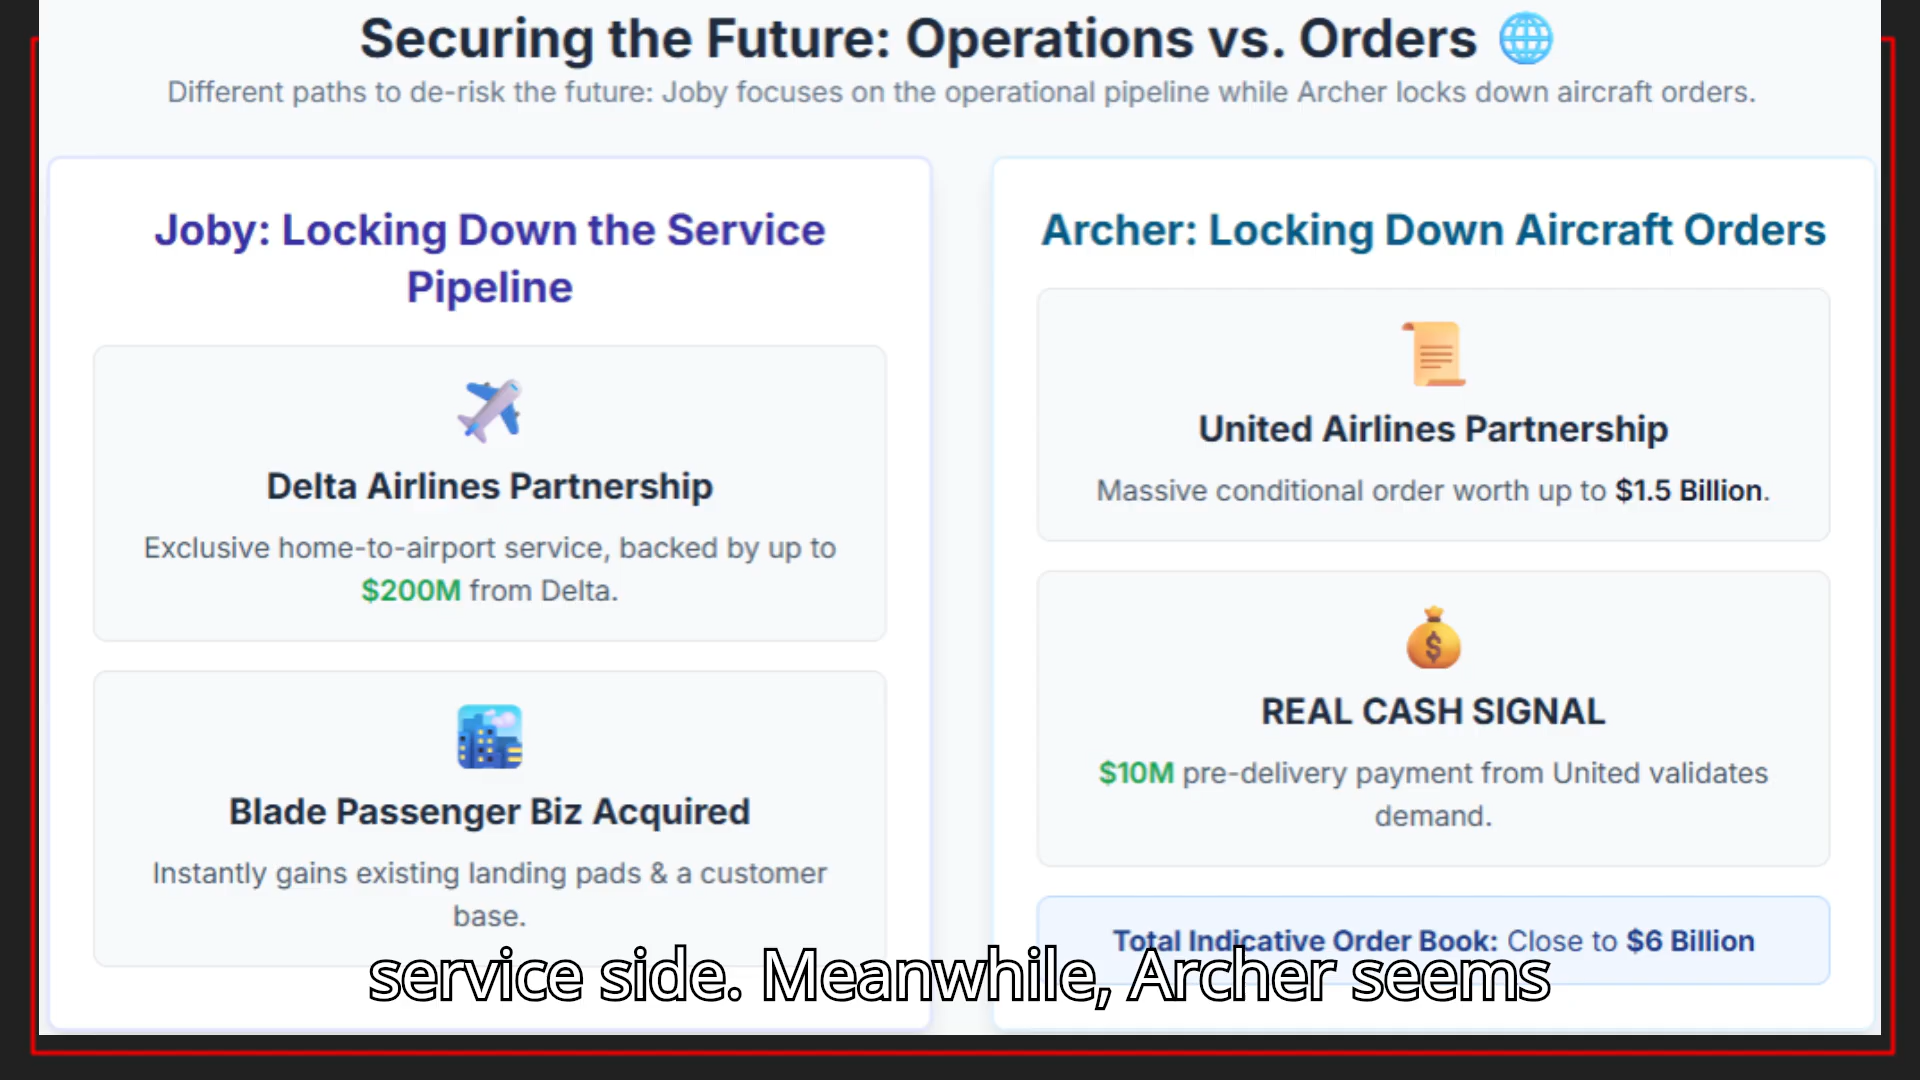 Securing the Future: Operations vs. Orders
Different paths to de-risk the future: Joby focuses on the operational pipeline while Archer locks down aircraft orders.
Joby: Locking Down the Service
Pipeline
Delta Airlines Partnership
Exclusive home-to-airport service, backed by up to
$200M from Delta.
Blade Passenger Biz Acquired
Instantly gains existing landing pads & a customer
base.
Archer: Locking Down Aircraft Orders
United Airlines Partnership
Massive conditional order worth up to $1.5 Billion.
REAL CASH SIGNAL
$10M pre-delivery payment from United validates
demand.
Total Indicative Order Book: Close to $6 Billion
service side. Meanwhile, Archer seems